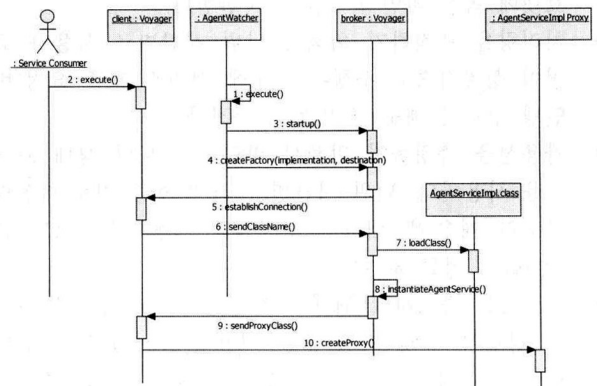 client : Voyager
: AgentWatcher
broker : Voyager
: AgentServiceImpl Proxy
: Service Consumer
2 : execute()
1 : execute()
3 : startup()
4 : createFactory(implementation, destination)
AgentServiceImpl.class
5 : establishConnection()
6 : sendClassName()
7 : loadClass()
8 : instantiateAgentService()
9 : sendProxyClass()
10 : createProxy()